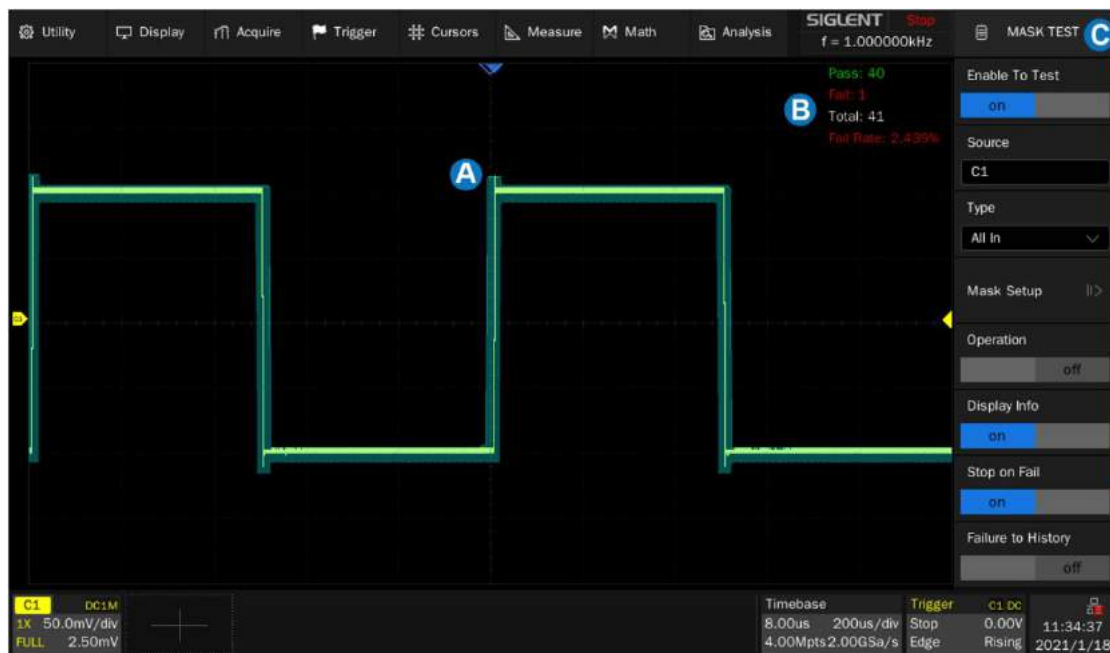 Utility Display Acquire Trigger Cursors Measure Math Analysis
SIGLENT Stop
f = 1.000000kHz
MASK TEST C
Pass: 40
Fail: 1
Total: 41
Fail Rate: 2.439%
B
A
Enable To Test
on
Source
C1
Type
All In
Mask Setup
Operation
off
Display Info
on
Stop on Fail
on
Failure to History
off
C1 DC1M
1X 50.0mV/div
FULL 2.50mV
Timebase
8.00us 200us/div
4.00Mpts 2.00GSa/s
Trigger C1 DC
Stop 0.00V
Edge Rising
11:34:37
2021/1/18